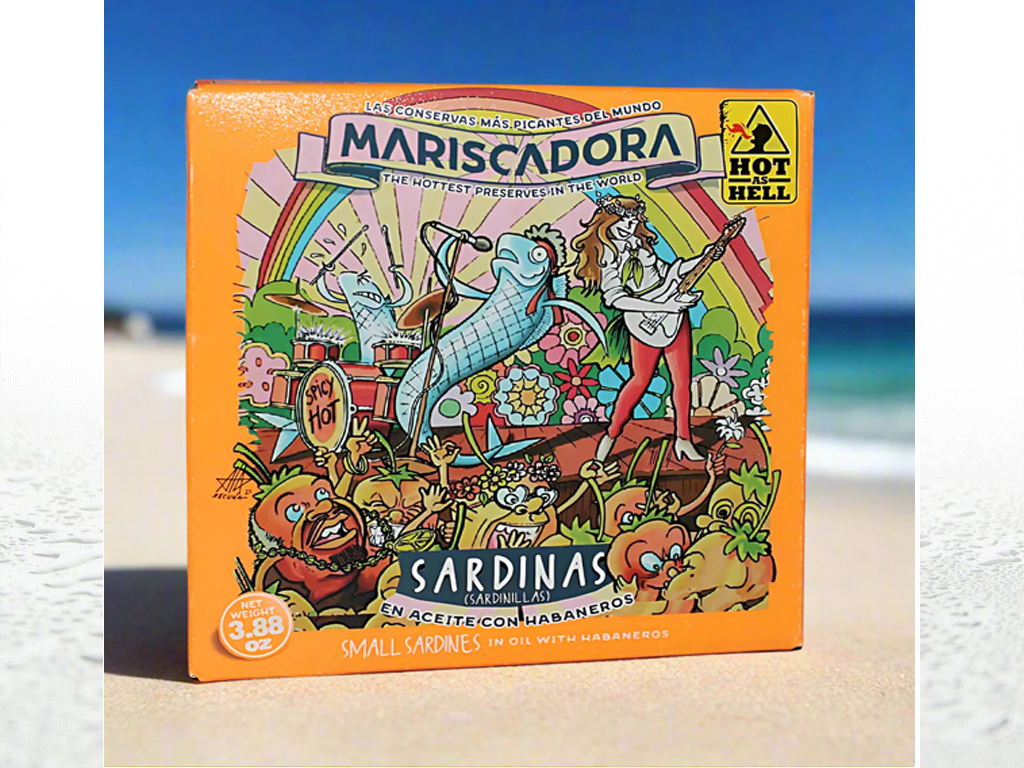 LAS CONSERVAS MÁS PICANTES DEL MUNDO
MARISCADORA
THE HOTTEST PRESERVES IN THE WORLD
HOT
AS
HELL
SPICY
HOT
SARDINAS
(SARDINILLAS)
EN ACEITE CON HABANEROS
NET
WEIGHT
3.88
OZ
SMALL SARDINES IN OIL WITH HABANEROS